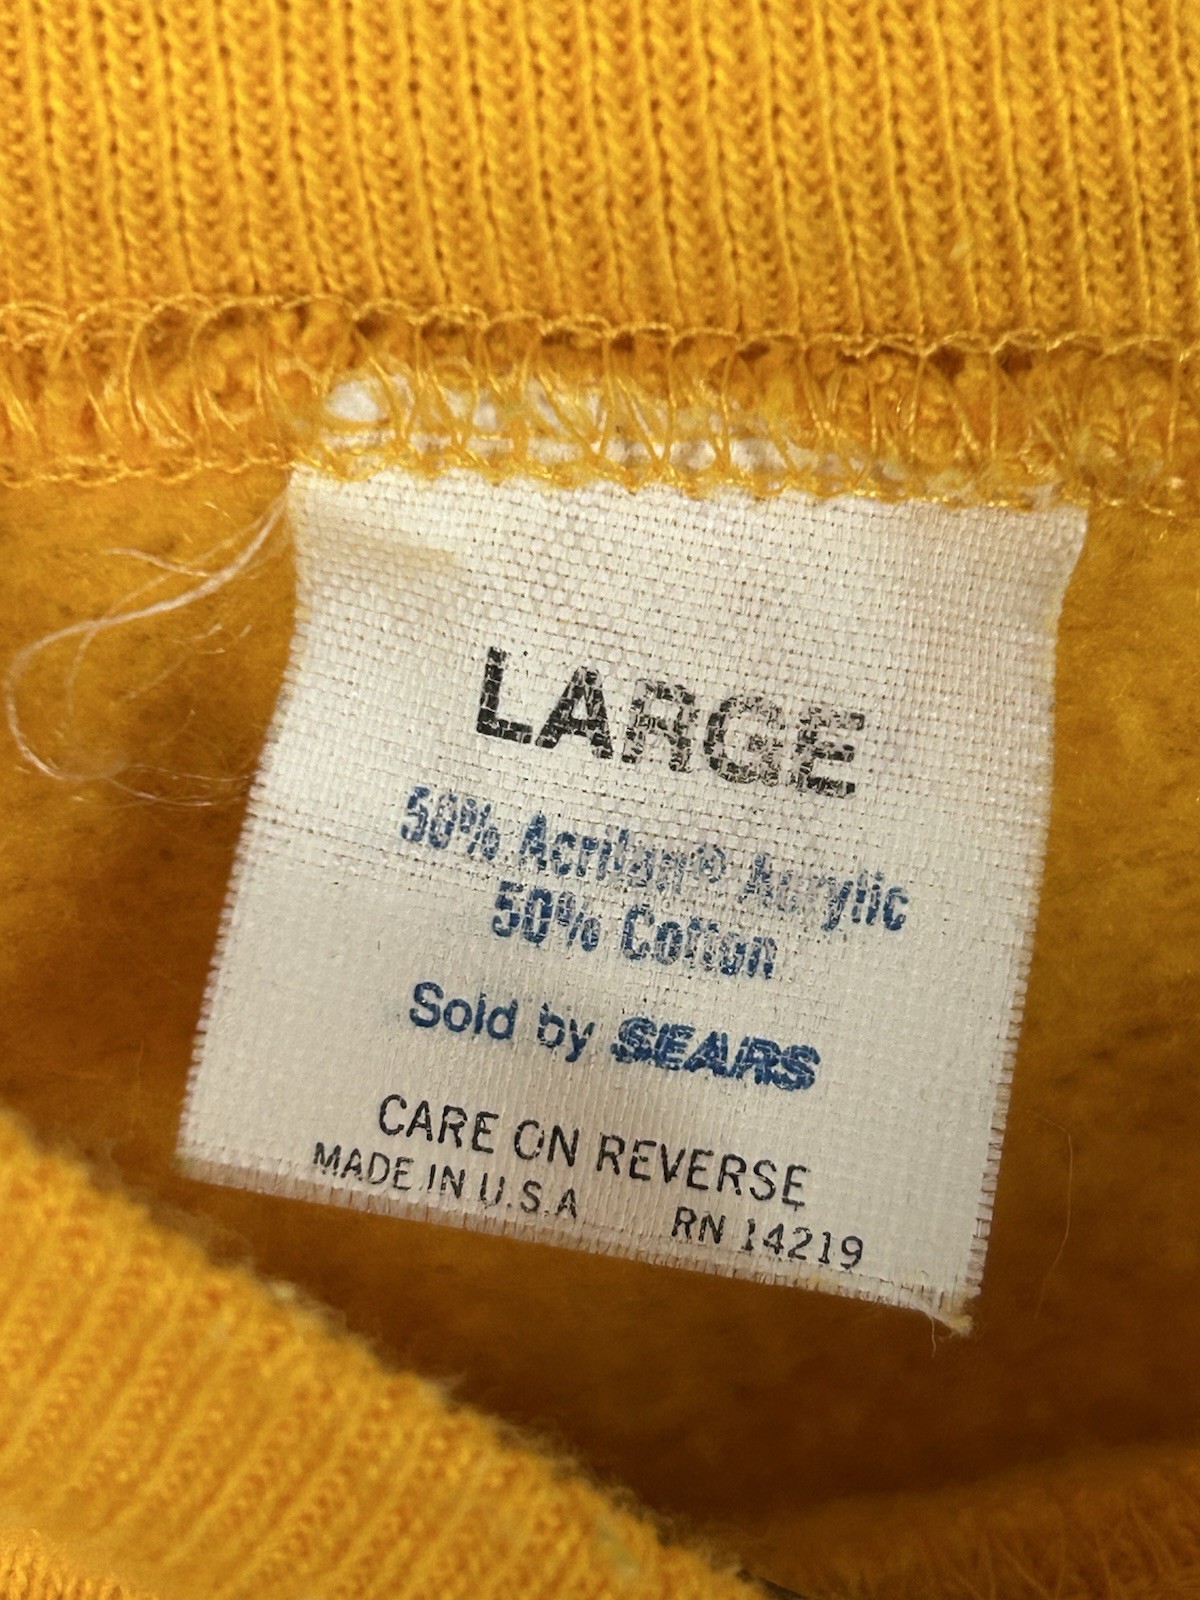 LARGE
50% Acrilan® Acrylic
50% Cotton
Sold by SEARS
CARE ON REVERSE
MADE IN U.S.A RN 14219